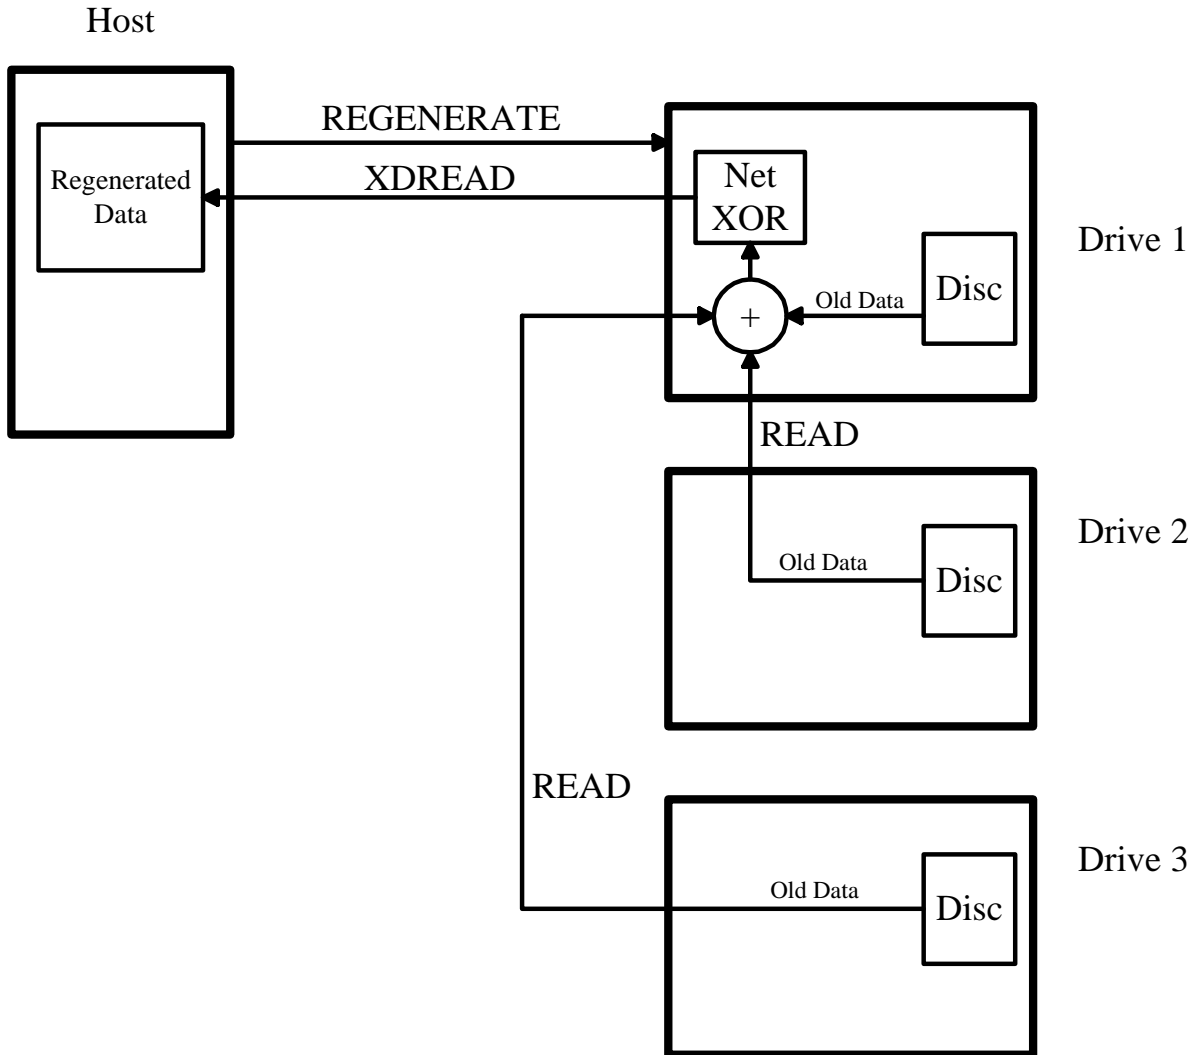 Host
REGENERATE
XDREAD
Regenerated
Data
Net
XOR
Drive 1
Old Data
Disc
+
READ
Drive 2
Old Data
Disc
READ
Drive 3
Old Data
Disc